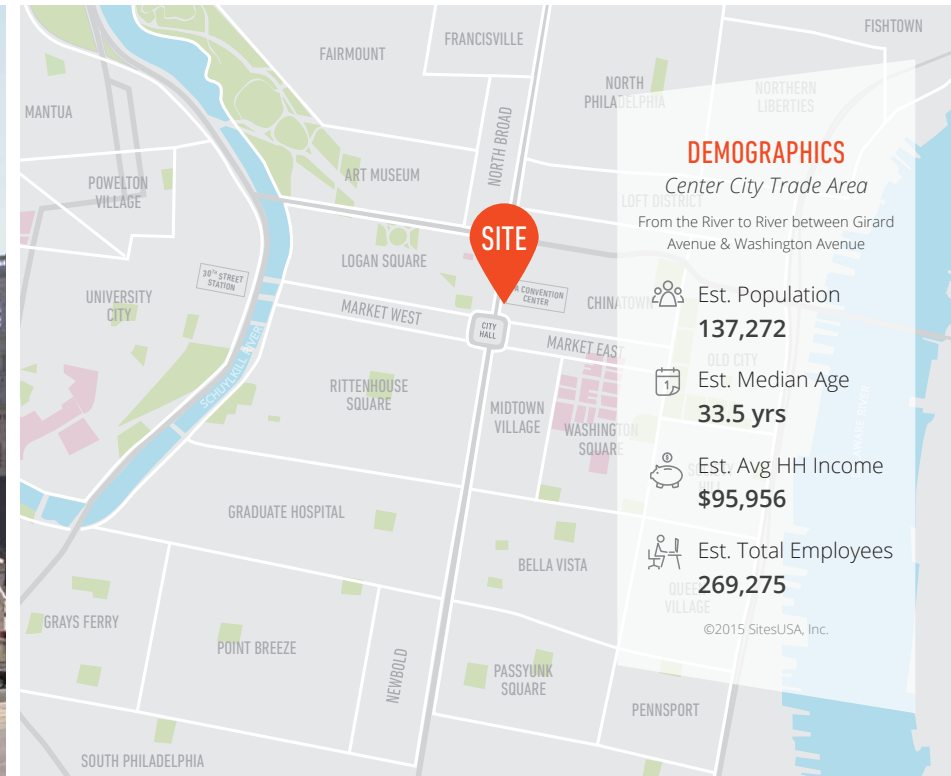 FISHTOWN
FRANCISVILLE
FAIRMOUNT
NORTH
PHILADELPHIA
NORTHERN
LIBERTIES
MANTUA
NORTH BROAD
POWELTON
VILLAGE
ART MUSEUM
LOFT DISTRICT
SITE
LOGAN SQUARE
30TH STREET
STATION
A CONVENTION
CENTER
CHINATOWN
UNIVERSITY
CITY
MARKET WEST
CITY
HALL
MARKET EAST
OLD CITY
SCHUYLKILL RIVER
RITTENHOUSE
SQUARE
MIDTOWN
VILLAGE
WASHINGTON
SQUARE
HILL
GRADUATE HOSPITAL
BELLA VISTA
QUEEN
VILLAGE
GRAYS FERRY
POINT BREEZE
NEWBOLD
PASSYUNK
SQUARE
PENNSPORT
SOUTH PHILADELPHIA
DEMOGRAPHICS
Center City Trade Area
From the River to River between Girard
Avenue & Washington Avenue
Est. Population
137,272
1
Est. Median Age
33.5 yrs
$
Est. Avg HH Income
$95,956
Est. Total Employees
269,275
©2015 SitesUSA, Inc.